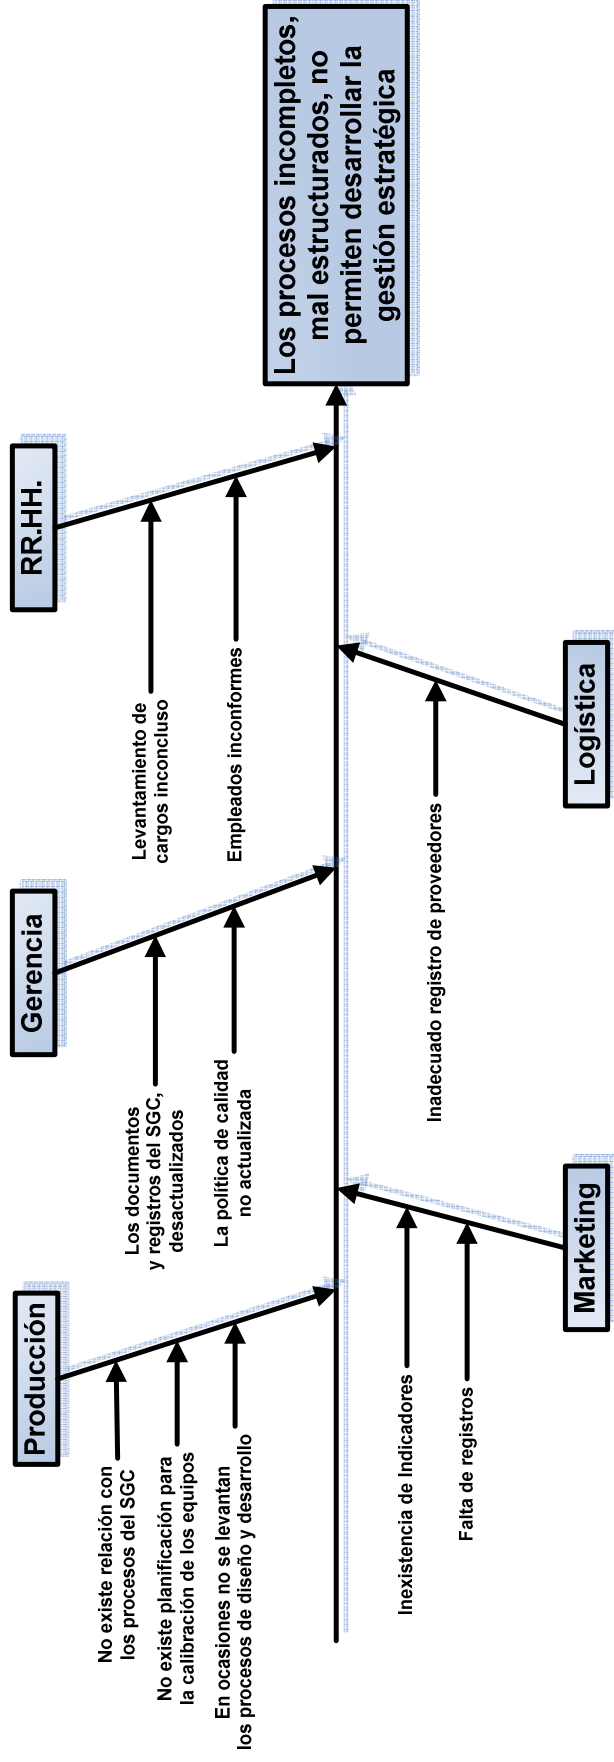 Producción
No existe relación con
los procesos del SGC
No existe planificación para
la calibración de los equipos
En ocasiones no se levantan
los procesos de diseño y desarrollo
Gerencia
Los documentos
y registros del SGC,
desactualizados
La política de calidad
no actualizada
RR.HH.
Levantamiento de
cargos inconcluso
Empleados inconformes
Los procesos incompletos,
mal estructurados, no
permiten desarrollar la
gestión estratégica
Inexistencia de Indicadores
Falta de registros
Marketing
Inadecuado registro de proveedores
Logística